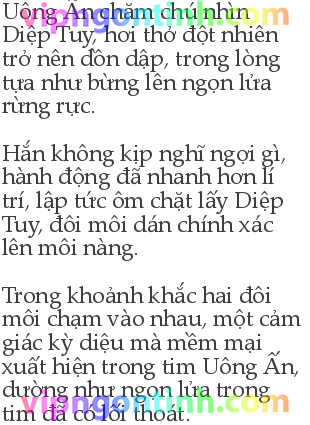 vipngontinh.com
Uông Ấn chăm chú nhìn
Diệp Tuy, hơi thở đột nhiên
trở nên dồn dập, trong lòng
tựa như bừng lên ngọn lửa
rừng rực.
Hắn không kịp nghĩ ngợi gì,
hành động đã nhanh hơn lí
trí, lập tức ôm chặt lấy Diệp
Tuy, đôi môi dán chính xác
lên môi nàng.
Trong khoảnh khắc hai đôi
môi chạm vào nhau, một cảm
giác kỳ diệu mà mềm mại
xuất hiện trong tim Uông Ấn,
dường như ngọn lửa trong
tim đã có lối thoát.
vipngontinh.com